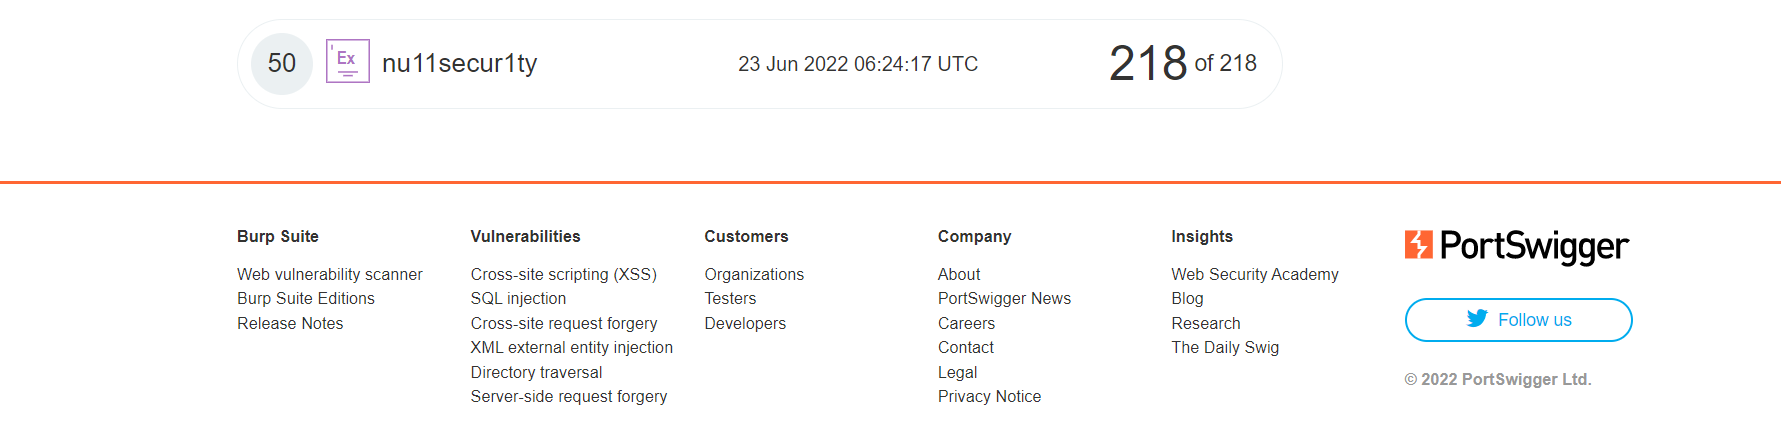 50 Ex nu11secur1ty 23 Jun 2022 06:24:17 UTC 218 of 218
Burp Suite
Web vulnerability scanner
Burp Suite Editions
Release Notes
Vulnerabilities
Cross-site scripting (XSS)
SQL injection
Cross-site request forgery
XML external entity injection
Directory traversal
Server-side request forgery
Customers
Organizations
Testers
Developers
Company
About
PortSwigger News
Careers
Contact
Legal
Privacy Notice
Insights
Web Security Academy
Blog
Research
The Daily Swig
PortSwigger
Follow us
© 2022 PortSwigger Ltd.